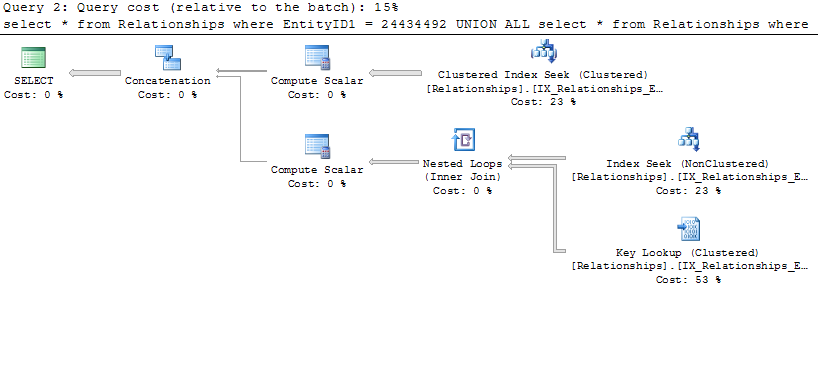 Query 2: Query cost (relative to the batch): 15%
select * from Relationships where EntityID1 = 24434492 UNION ALL select * from Relationships where
SELECT
Cost: 0 %
Concatenation
Cost: 0 %
Compute Scalar
Cost: 0 %
Clustered Index Seek (Clustered)
[Relationships].[IX_Relationships_E…
Cost: 23 %
Compute Scalar
Cost: 0 %
Nested Loops
(Inner Join)
Cost: 0 %
Index Seek (NonClustered)
[Relationships].[IX_Relationships_E…
Cost: 23 %
Key Lookup (Clustered)
[Relationships].[IX_Relationships_E…
Cost: 53 %